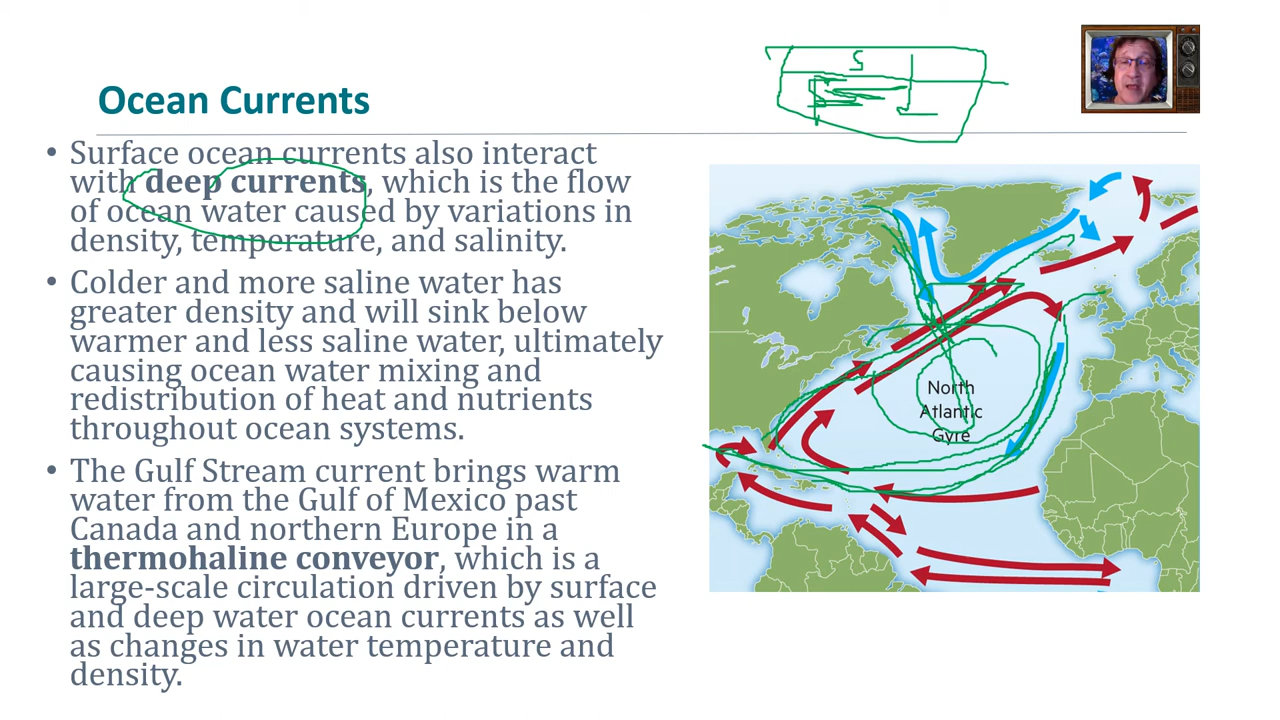 Ocean Currents
• Surface ocean currents also interact
with deep currents, which is the flow
of ocean water caused by variations in
density, temperature, and salinity.
• Colder and more saline water has
greater density and will sink below
warmer and less saline water, ultimately
causing ocean water mixing and
redistribution of heat and nutrients
throughout ocean systems.
• The Gulf Stream current brings warm
water from the Gulf of Mexico past
Canada and northern Europe in a
thermohaline conveyor, which is a
large-scale circulation driven by surface
and deep water ocean currents as well
as changes in water temperature and
density.
North
Atlantic
Gyre